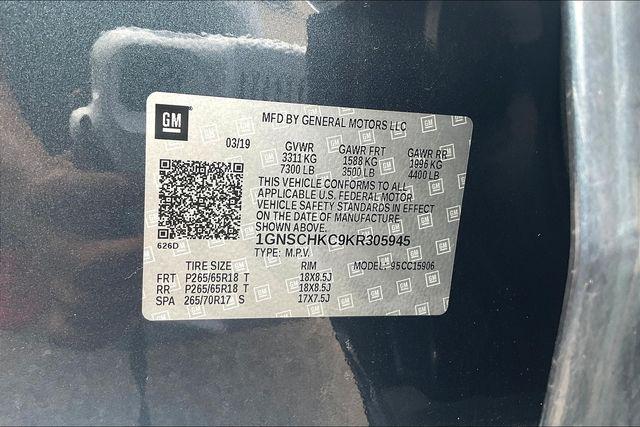 GM
MFD BY GENERAL MOTORS LLC
03/19 GVWR GAWR FRT GAWR RR
3311 KG 1588 KG 1996 KG
7300 LB 3500 LB 4400 LB
THIS VEHICLE CONFORMS TO ALL
APPLICABLE U.S. FEDERAL MOTOR
VEHICLE SAFETY STANDARDS IN EFFECT
ON THE DATE OF MANUFACTURE
SHOWN ABOVE.
626D 1GNSCHKC9KR305945
TYPE: M.P.V.
TIRE SIZE RIM MODEL: 95CC15906
FRT P265/65R18 T 18X8.5J
RR P265/65R18 T 18X8.5J
SPA 265/70R17 S 17X7.5J